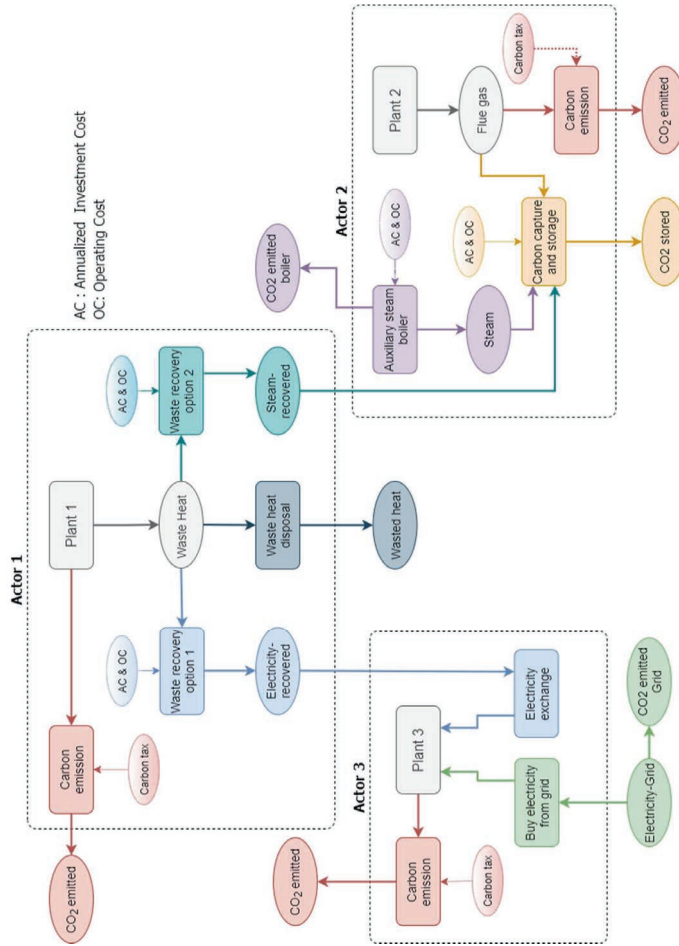 AC : Annualized Investment Cost
OC: Operating Cost
Actor 1
Plant 1
Carbon
emission
Carbon tax
CO2 emitted
Waste Heat
AC & OC
Waste recovery
option 1
Electricity-
recovered
Waste heat
disposal
Wasted heat
AC & OC
Waste recovery
option 2
Steam-
recovered
Actor 2
CO2 emitted
boiler
AC & OC
Auxiliary steam
boiler
Steam
Plant 2
Flue gas
AC & OC
Carbon capture
and storage
CO2 stored
Carbon tax
Carbon
emission
CO2 emitted
Actor 3
Plant 3
Carbon
emission
Carbon tax
CO2 emitted
Buy electricity
from grid
Electricity
exchange
Electricity-Grid
CO2 emitted
Grid